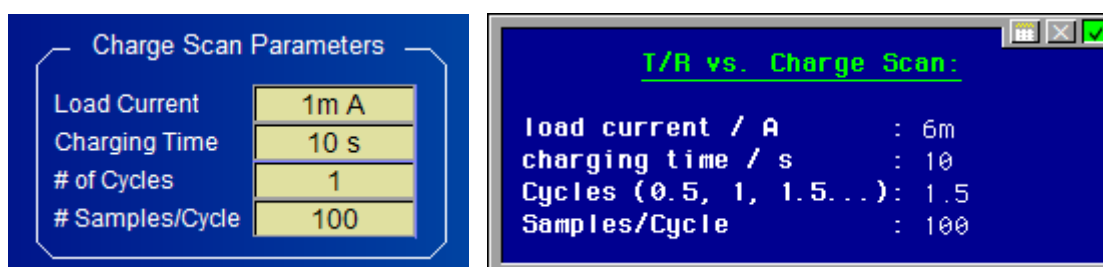 Charge Scan Parameters
Load Current 1m A
Charging Time 10 s
# of Cycles 1
# Samples/Cycle 100
T/R vs. Charge Scan:
load current / A : 6m
charging time / s : 10
Cycles (0.5, 1, 1.5...): 1.5
Samples/Cycle : 100